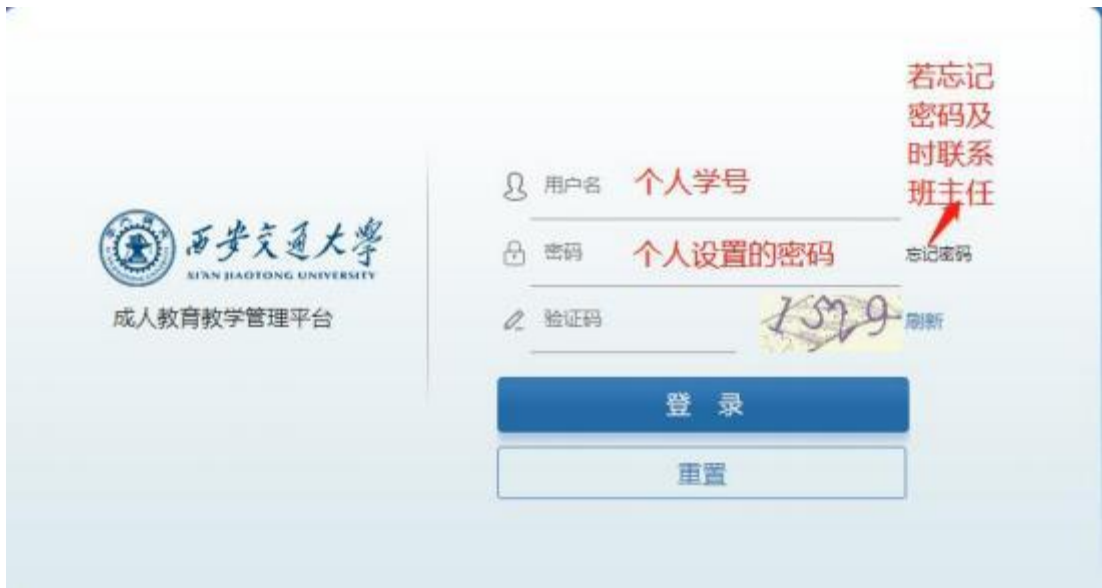 若忘记
密码及
时联系
班主任
用户名 个人学号
西安交通大学
XI'AN JIAOTONG UNIVERSITY
密码 个人设置的密码 忘记密码
成人教育教学管理平台
验证码 刷新
登 录
重置